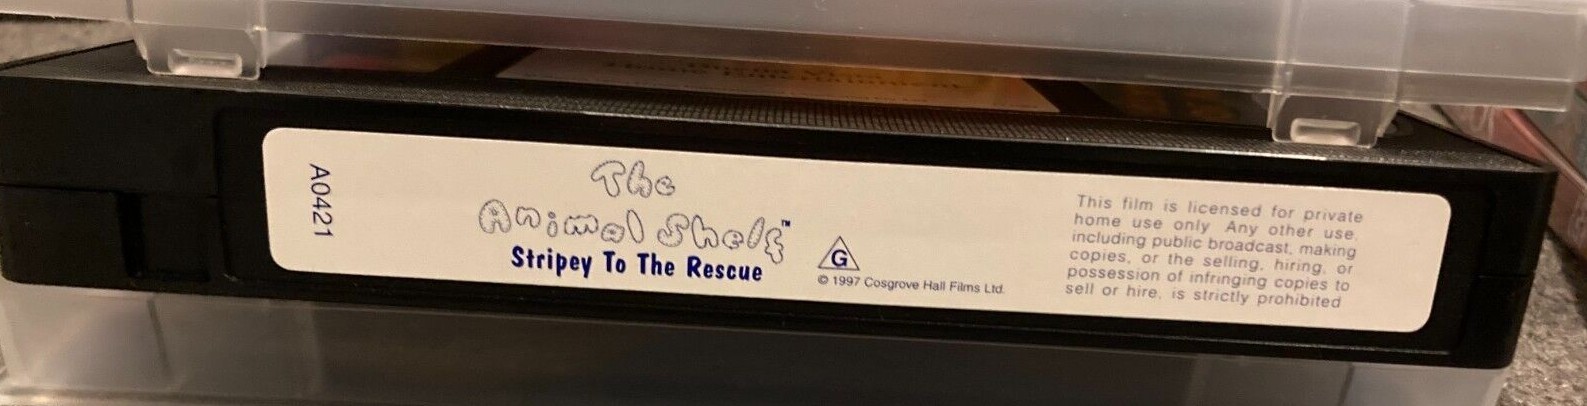 A0421
The
Animal Shelf™
Stripey To The Rescue
G
© 1997 Cosgrove Hall Films Ltd.
This film is licensed for private
home use only Any other use,
including public broadcast, making
copies, or the selling, hiring, or
possession of infringing copies to
sell or hire, is strictly prohibited